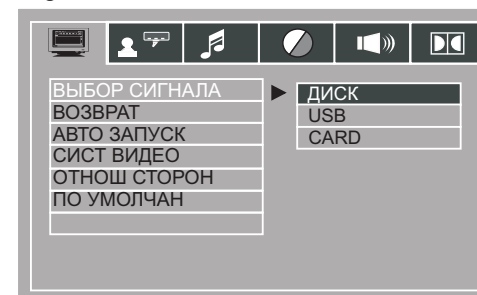 ВЫБОР СИГНАЛА
ВОЗВРАТ
АВТО ЗАПУСК
СИСТ ВИДЕО
ОТНОШ СТОРОН
ПО УМОЛЧАН
ДИСК
USB
CARD